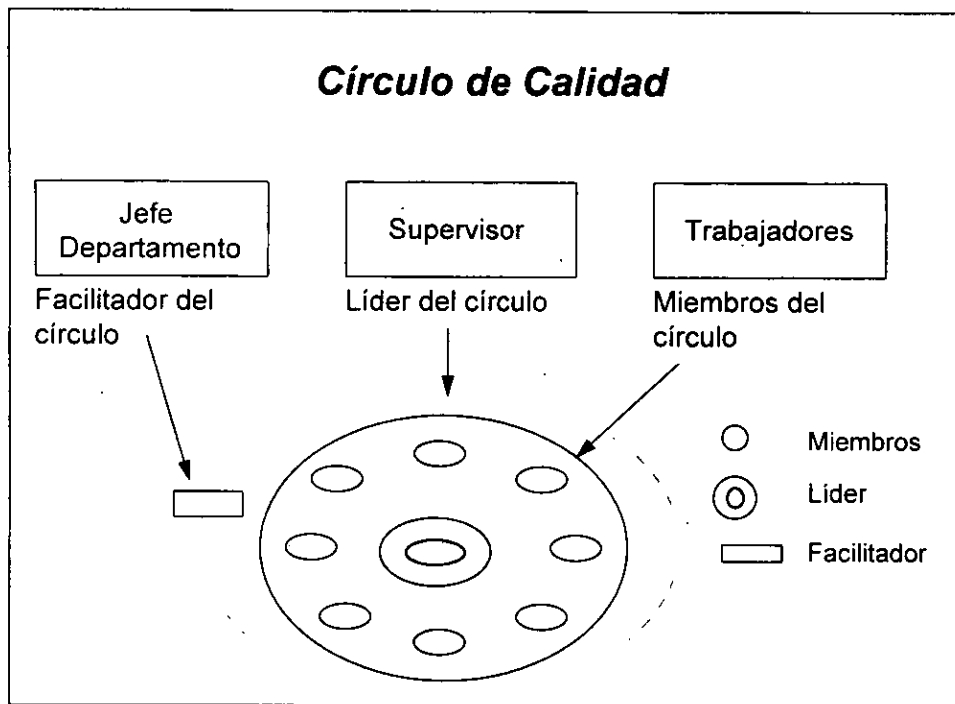 Círculo de Calidad
Jefe
Departamento
Supervisor
Trabajadores
Facilitador del
círculo
Líder del círculo
Miembros del
círculo
Miembros
Líder
Facilitador